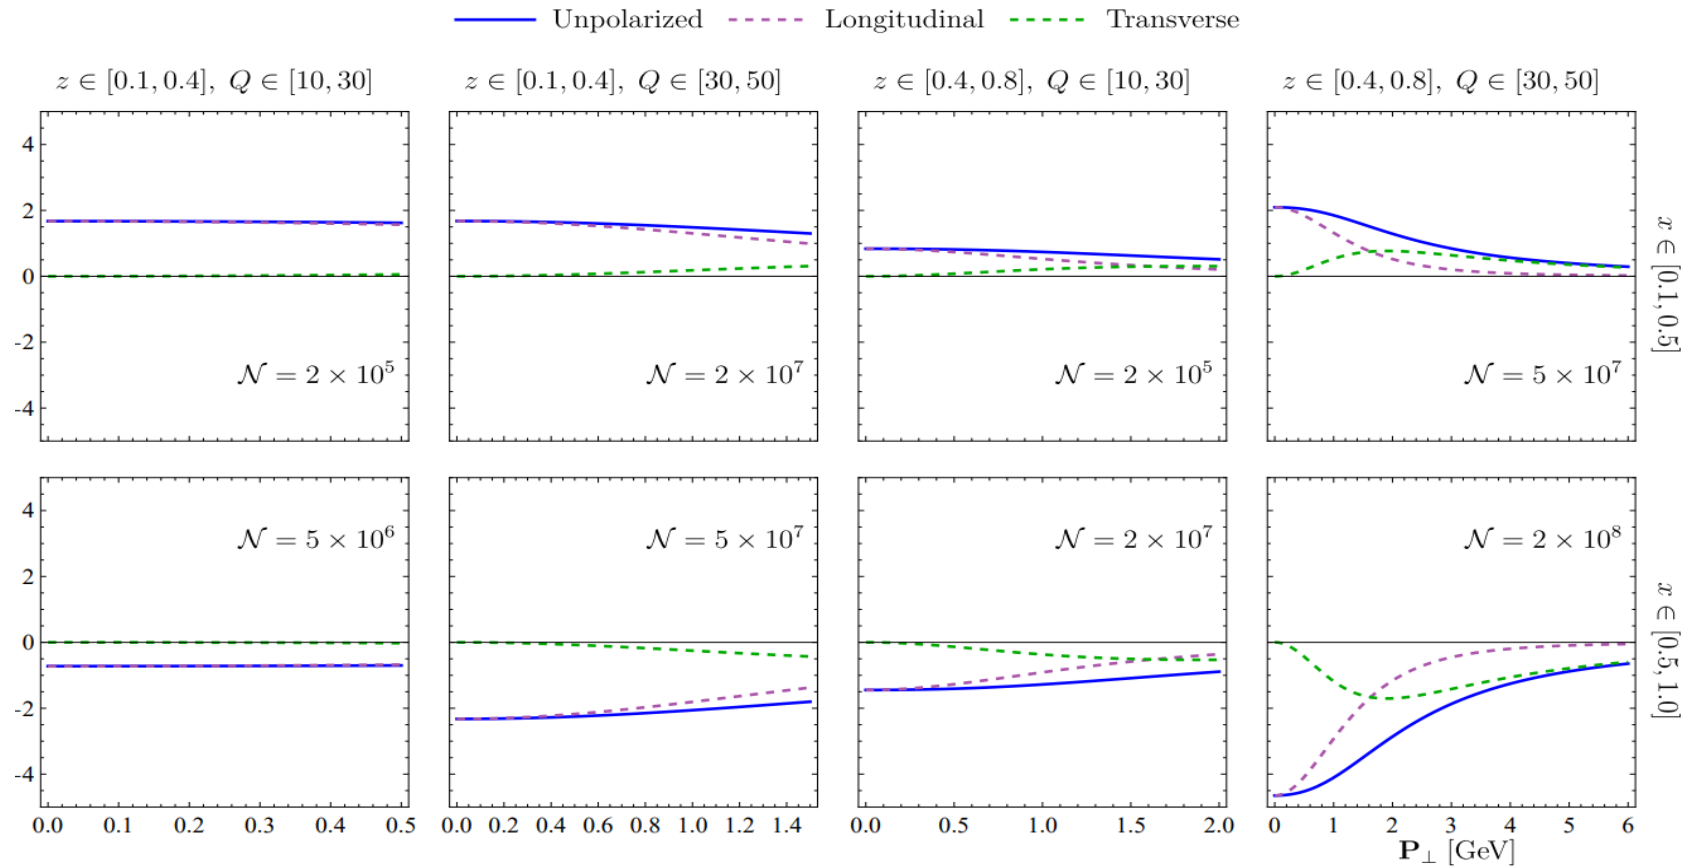 Unpolarized Longitudinal Transverse
z ∈ [0.1, 0.4], Q ∈ [10, 30] z ∈ [0.1, 0.4], Q ∈ [30, 50] z ∈ [0.4, 0.8], Q ∈ [10, 30] z ∈ [0.4, 0.8], Q ∈ [30, 50]
4
2
0
-2
-4
𝒩 = 2 × 10⁵ 𝒩 = 2 × 10⁷ 𝒩 = 2 × 10⁵ 𝒩 = 5 × 10⁷
x ∈ [0.1, 0.5]
4
2
0
-2
-4
𝒩 = 5 × 10⁶ 𝒩 = 5 × 10⁷ 𝒩 = 2 × 10⁷ 𝒩 = 2 × 10⁸
x ∈ [0.5, 1.0]
0.0 0.1 0.2 0.3 0.4 0.5 0.0 0.2 0.4 0.6 0.8 1.0 1.2 1.4 0.0 0.5 1.0 1.5 2.0 0 1 2 3 4 5 6
P⊥ [GeV]